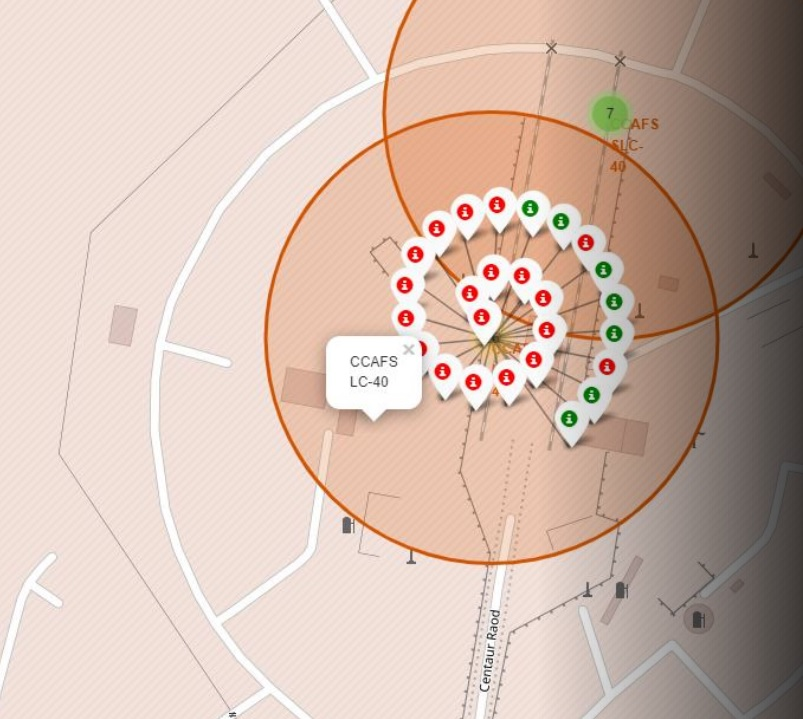 7
CCAFS
SLC-
40
CCAFS
LC-40
×
Centaur Raod